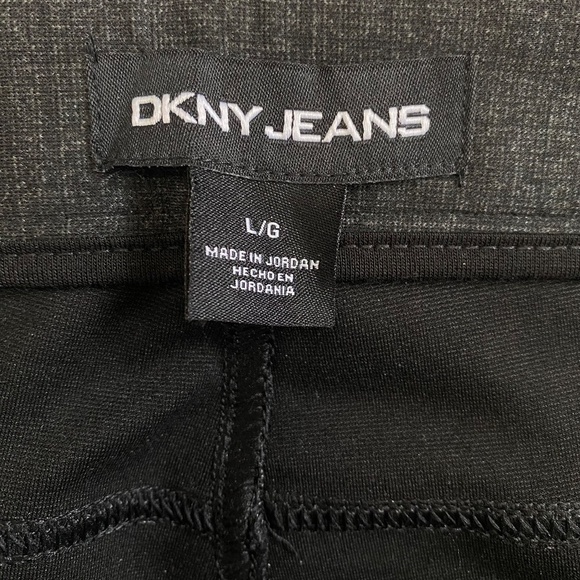 DKNY JEANS
L/G
MADE IN JORDAN
HECHO EN
JORDANIA